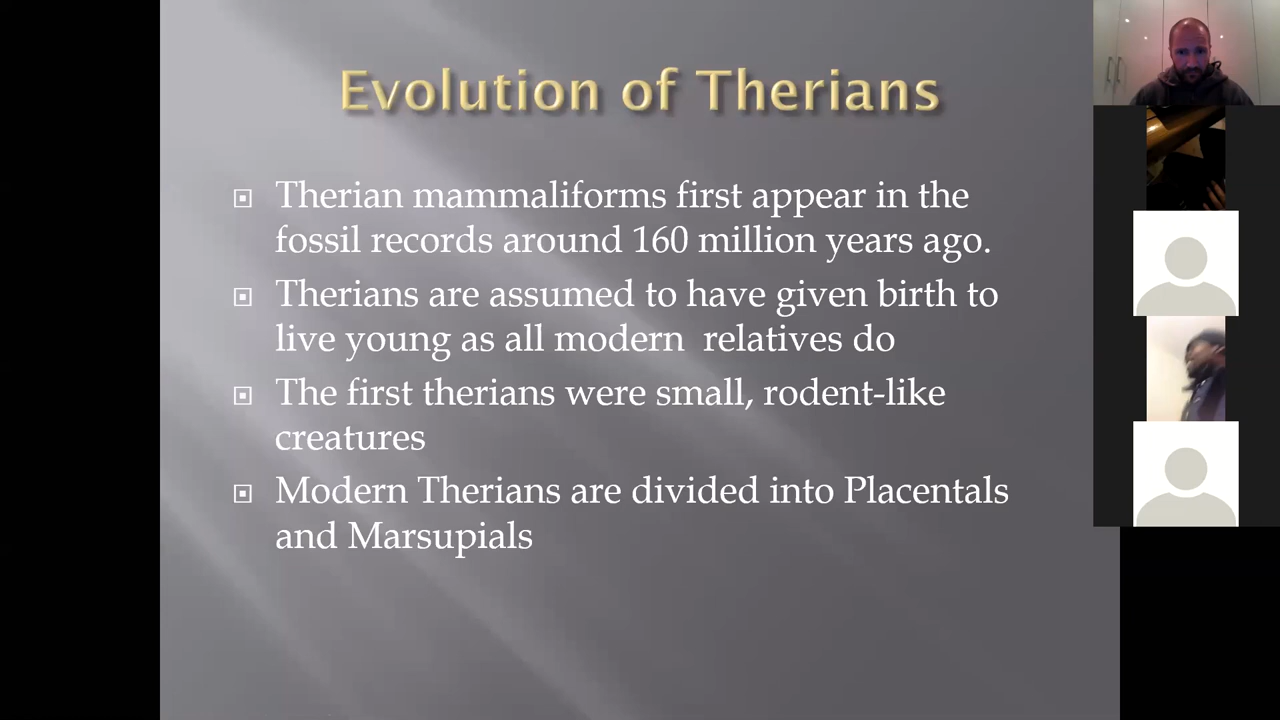 Evolution of Therians
Therian mammaliforms first appear in the
fossil records around 160 million years ago.
Therians are assumed to have given birth to
live young as all modern  relatives do
The first therians were small, rodent-like
creatures
Modern Therians are divided into Placentals
and Marsupials